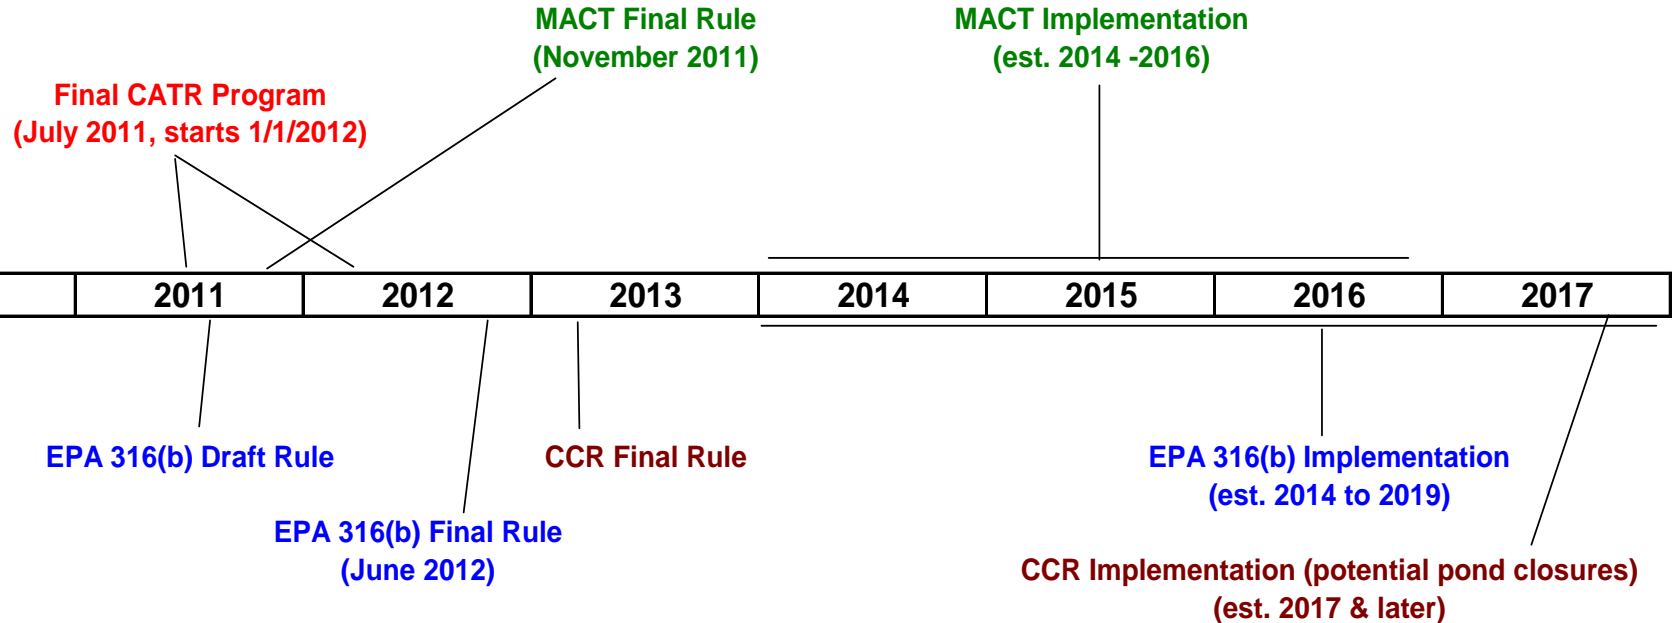 MACT Final Rule
(November 2011)
MACT Implementation
(est. 2014 -2016)
Final CATR Program
(July 2011, starts 1/1/2012)
2011 2012 2013 2014 2015 2016 2017
EPA 316(b) Draft Rule
CCR Final Rule
EPA 316(b) Implementation
(est. 2014 to 2019)
EPA 316(b) Final Rule
(June 2012)
CCR Implementation (potential pond closures)
(est. 2017 & later)